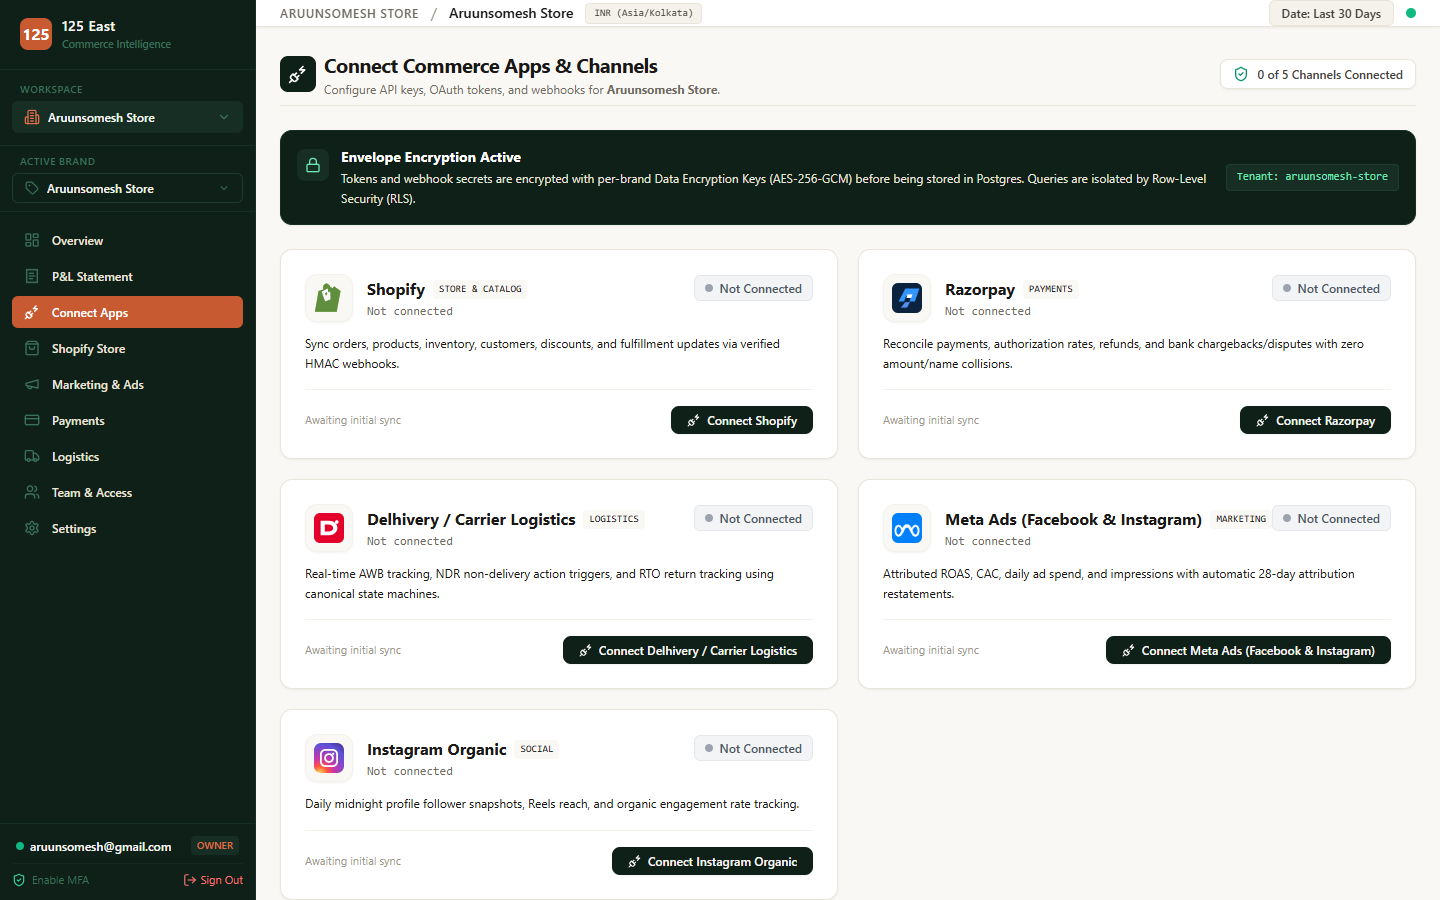 125
125 East
Commerce Intelligence
WORKSPACE
Aruunsomesh Store
ACTIVE BRAND
Aruunsomesh Store
Overview
P&L Statement
Connect Apps
Shopify Store
Marketing & Ads
Payments
Logistics
Team & Access
Settings
aruunsomesh@gmail.com OWNER
Enable MFA Sign Out
ARUUNSOMESH STORE / Aruunsomesh Store INR (Asia/Kolkata) Date: Last 30 Days
Connect Commerce Apps & Channels
Configure API keys, OAuth tokens, and webhooks for Aruunsomesh Store.
0 of 5 Channels Connected
Envelope Encryption Active
Tokens and webhook secrets are encrypted with per-brand Data Encryption Keys (AES-256-GCM) before being stored in Postgres. Queries are isolated by Row-Level
Security (RLS).
Tenant: aruunsomesh-store
Shopify STORE & CATALOG Not Connected
Not connected
Sync orders, products, inventory, customers, discounts, and fulfillment updates via verified
HMAC webhooks.
Awaiting initial sync Connect Shopify
Razorpay PAYMENTS Not Connected
Not connected
Reconcile payments, authorization rates, refunds, and bank chargebacks/disputes with zero
amount/name collisions.
Awaiting initial sync Connect Razorpay
Delhivery / Carrier Logistics LOGISTICS Not Connected
Not connected
Real-time AWB tracking, NDR non-delivery action triggers, and RTO return tracking using
canonical state machines.
Awaiting initial sync Connect Delhivery / Carrier Logistics
Meta Ads (Facebook & Instagram) MARKETING Not Connected
Not connected
Attributed ROAS, CAC, daily ad spend, and impressions with automatic 28-day attribution
restatements.
Awaiting initial sync Connect Meta Ads (Facebook & Instagram)
Instagram Organic SOCIAL Not Connected
Not connected
Daily midnight profile follower snapshots, Reels reach, and organic engagement rate tracking.
Awaiting initial sync Connect Instagram Organic